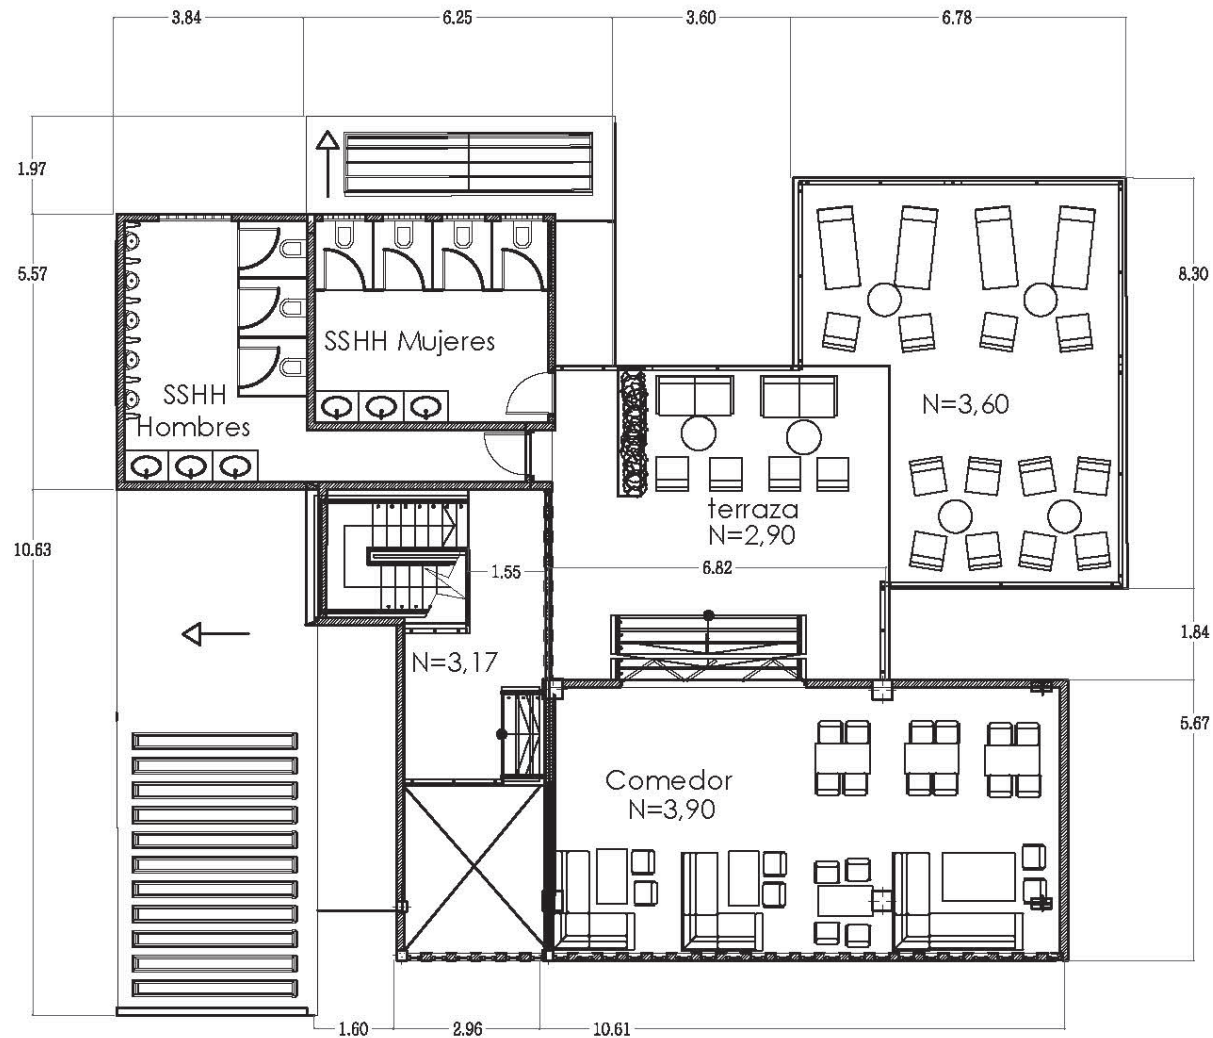 3.84
6.25
3.60
6.78
1.97
5.57
8.30
SSHH Mujeres
SSHH
Hombres
N=3,60
terraza
N=2,90
10.63
1.55
6.82
1.84
N=3,17
5.67
Comedor
N=3,90
1.60
2.96
10.61